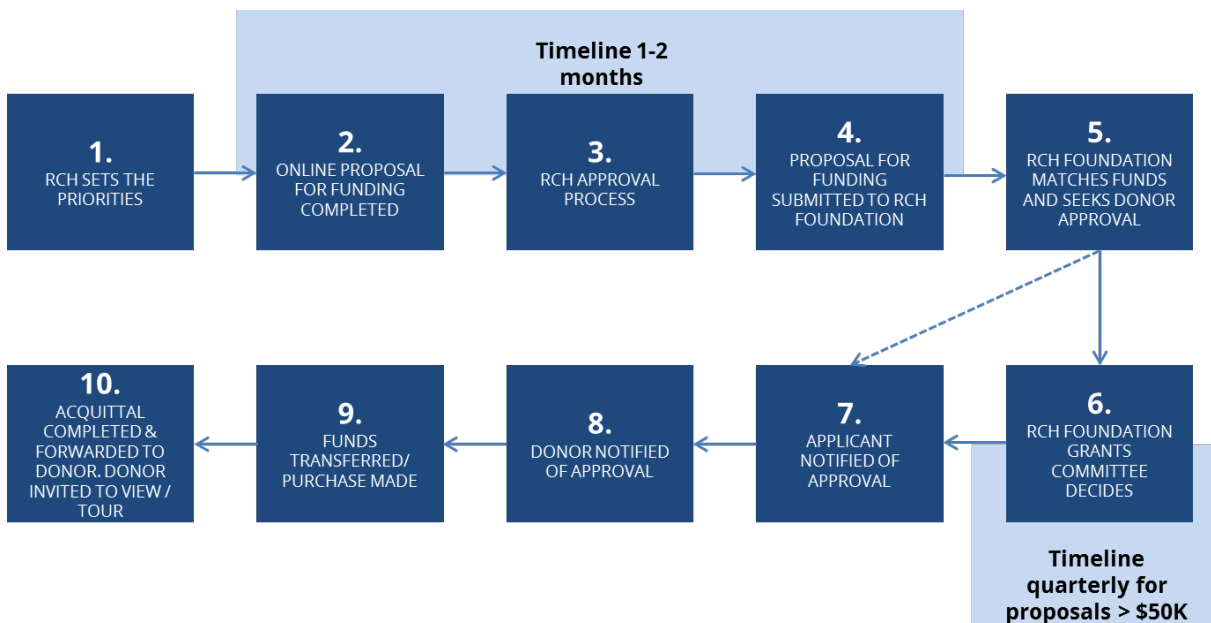 Timeline 1-2
months
1.
RCH SETS THE
PRIORITIES
2.
ONLINE PROPOSAL
FOR FUNDING
COMPLETED
3.
RCH APPROVAL
PROCESS
4.
PROPOSAL FOR
FUNDING
SUBMITTED TO RCH
FOUNDATION
5.
RCH FOUNDATION
MATCHES FUNDS
AND SEEKS DONOR
APPROVAL
6.
RCH FOUNDATION
GRANTS
COMMITTEE
DECIDES
Timeline
quarterly for
proposals > $50K
7.
APPLICANT
NOTIFIED OF
APPROVAL
8.
DONOR NOTIFIED
OF APPROVAL
9.
FUNDS
TRANSFERRED/
PURCHASE MADE
10.
ACQUITTAL
COMPLETED &
FORWARDED TO
DONOR. DONOR
INVITED TO VIEW /
TOUR